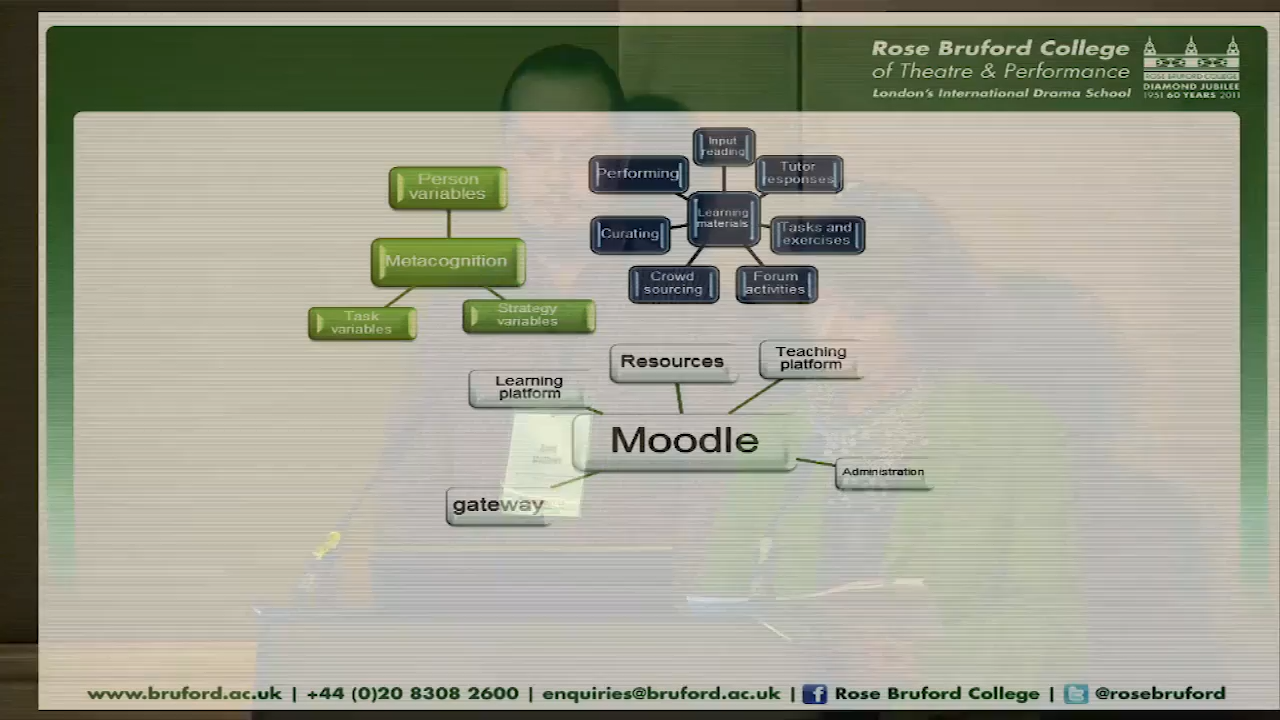 Rose Bruford College
of Theatre & Performance
London's International Drama School
ROSE BRUFORD COLLEGE
DIAMOND JUBILEE
1951 60 YEARS 2011
Person
variables
Metacognition
Task
variables
Strategy
variables
Input
reading
Performing
Tutor
responses
Learning
materials
Curating
Tasks and
exercises
Crowd
sourcing
Forum
activities
Resources
Teaching
platform
Learning
platform
Moodle
Administration
gateway
www.bruford.ac.uk | +44 (0)20 8308 2600 | enquiries@bruford.ac.uk | f Rose Bruford College | @rosebruford